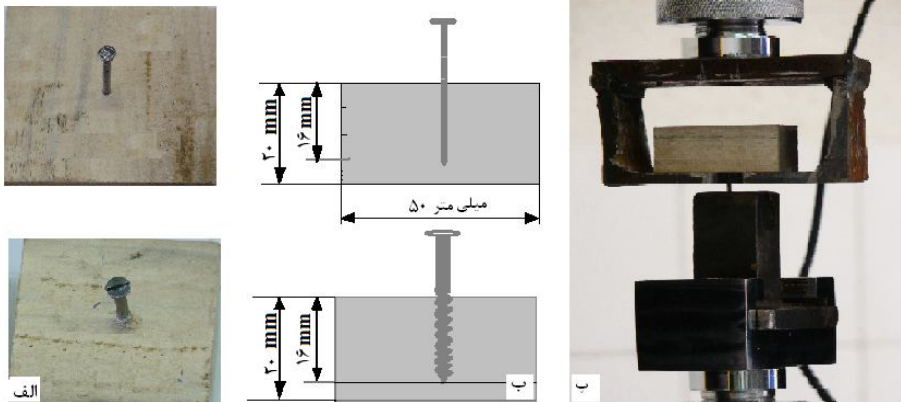 ۲۰ mm
۱۶ mm
میلی متر ۵۰
۲۰ mm
۱۶ mm
الف
ب
پ